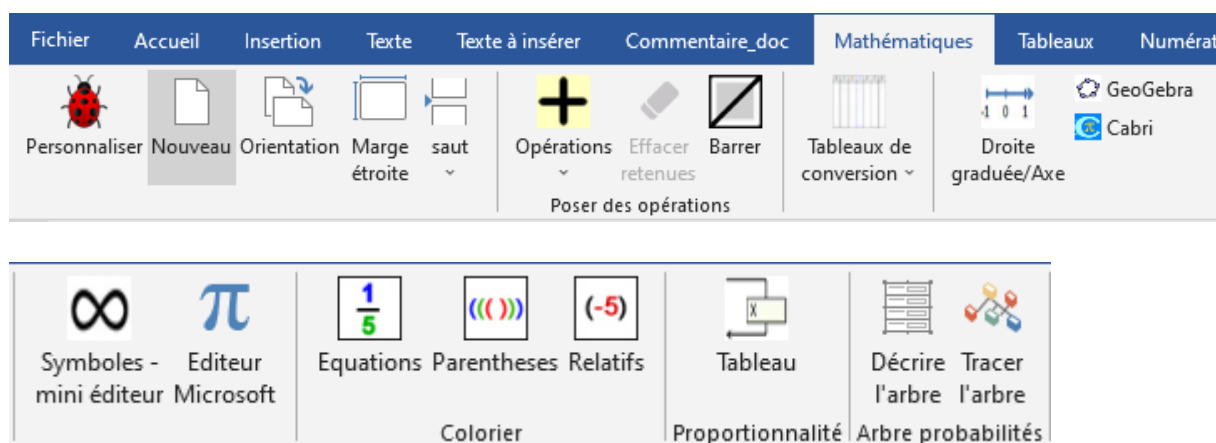 Fichier Accueil Insertion Texte Texte à insérer Commentaire_doc Mathématiques Tableaux Numérat
Personnaliser Nouveau Orientation Marge étroite saut Opérations Effacer retenues Barrer Tableaux de conversion -1 0 1 Droite graduée/Axe GeoGebra
Cabri
Poser des opérations
∞ π 1/5 ((( ))) (-5) X
Symboles - mini éditeur Editeur Microsoft Equations Parentheses Relatifs Tableau Décrire l'arbre Tracer l'arbre
Colorier Proportionnalité Arbre probabilités